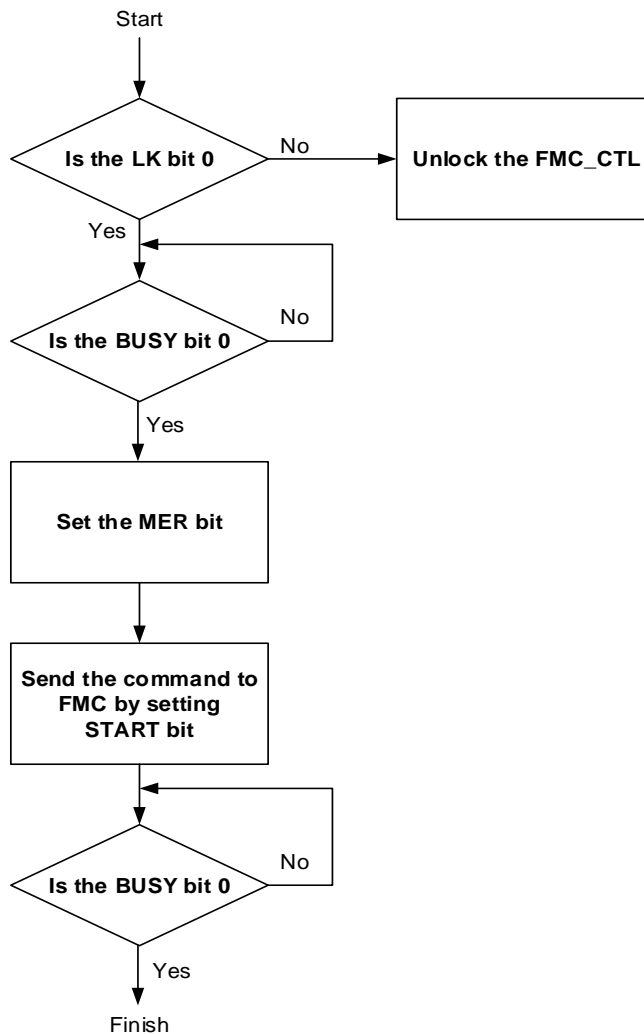 Start
Is the LK bit 0
No
Unlock the FMC_CTL
Yes
Is the BUSY bit 0
No
Yes
Set the MER bit
Send the command to
FMC by setting
START bit
Is the BUSY bit 0
No
Yes
Finish